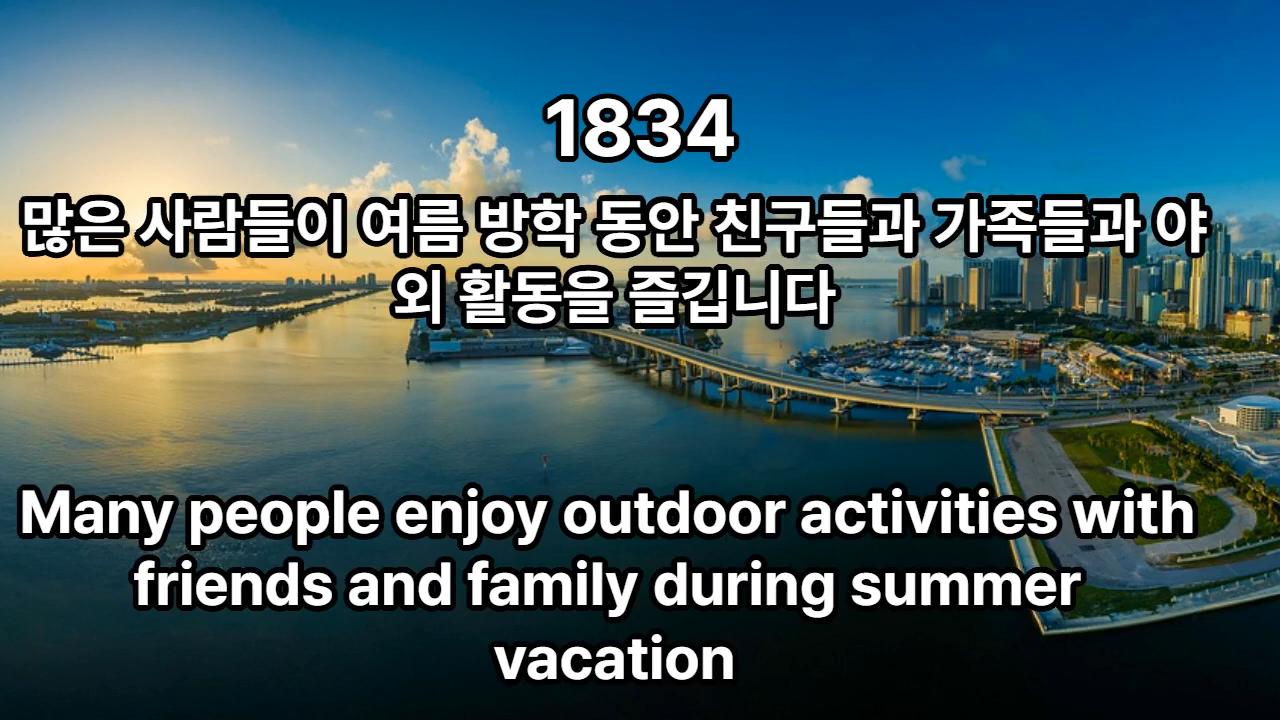 1834
많은 사람들이 여름 방학 동안 친구들과 가족들과 야
외 활동을 즐깁니다
Many people enjoy outdoor activities with
friends and family during summer
vacation